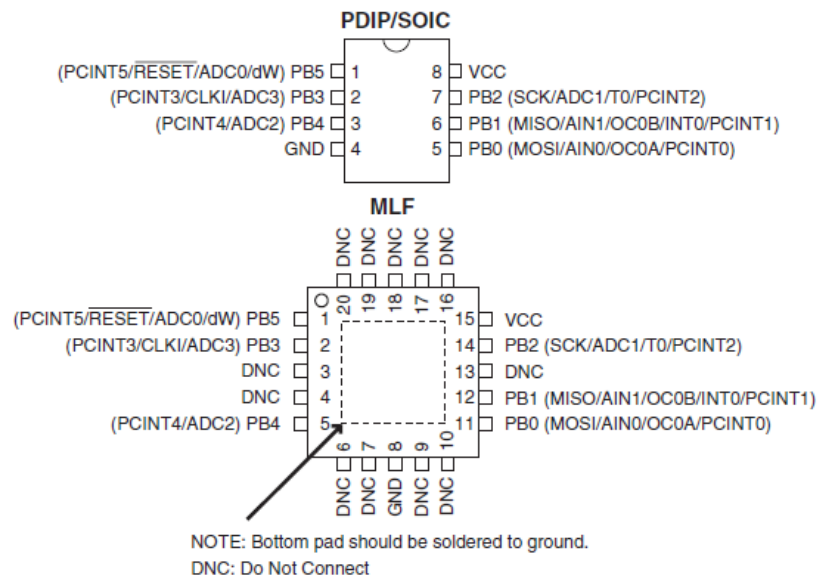 PDIP/SOIC
(PCINT5/RESET/ADC0/dW) PB5 1 8 VCC
(PCINT3/CLKI/ADC3) PB3 2 7 PB2 (SCK/ADC1/T0/PCINT2)
(PCINT4/ADC2) PB4 3 6 PB1 (MISO/AIN1/OC0B/INT0/PCINT1)
GND 4 5 PB0 (MOSI/AIN0/OC0A/PCINT0)
MLF
DNC DNC DNC DNC DNC
20 19 18 17 16
(PCINT5/RESET/ADC0/dW) PB5 1 15 VCC
(PCINT3/CLKI/ADC3) PB3 2 14 PB2 (SCK/ADC1/T0/PCINT2)
DNC 3 13 DNC
DNC 4 12 PB1 (MISO/AIN1/OC0B/INT0/PCINT1)
(PCINT4/ADC2) PB4 5 11 PB0 (MOSI/AIN0/OC0A/PCINT0)
6 7 8 9 10
DNC DNC GND DNC DNC
NOTE: Bottom pad should be soldered to ground.
DNC: Do Not Connect